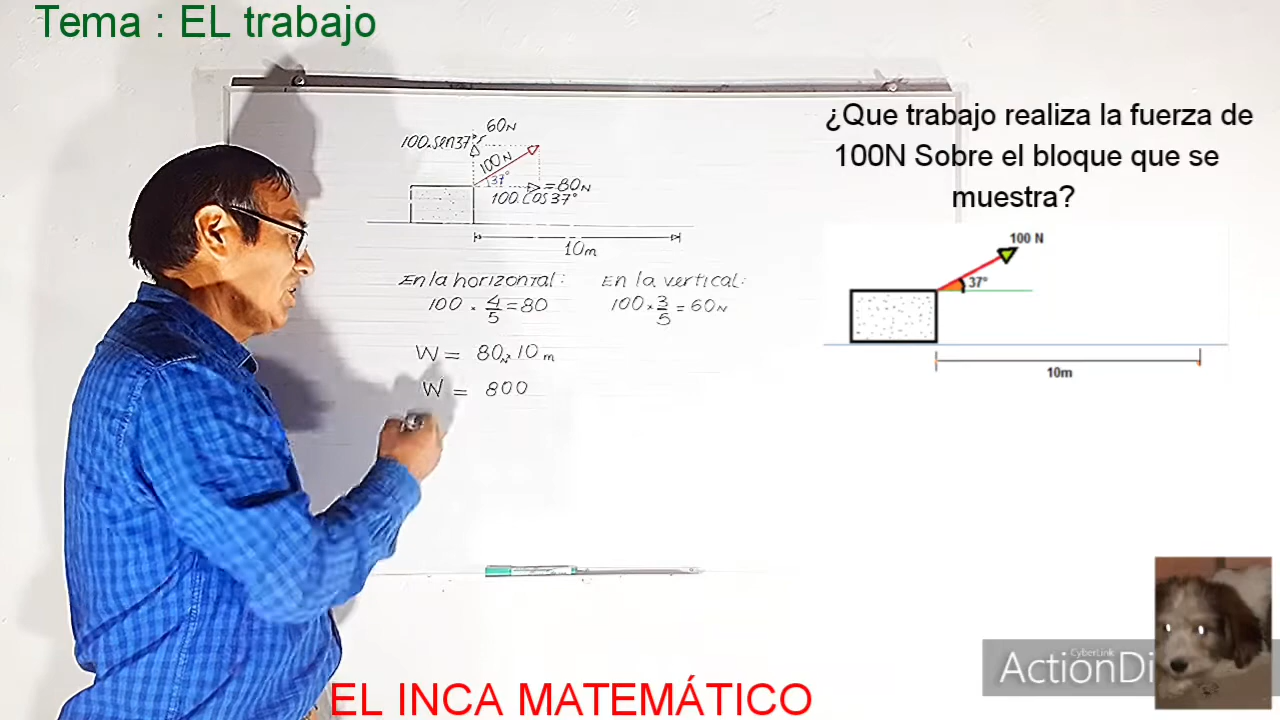 Tema : EL trabajo
60N
100.sen37°
100N
37°
=80N
100.Cos37°
10m
En la horizontal:
100 . 4/5 = 80
En la vertical:
100 × 3/5 = 60N
W = 80N × 10 m
W = 800
¿Que trabajo realiza la fuerza de
100N Sobre el bloque que se
muestra?
100 N
37°
10m
CyberLink
ActionDi
EL INCA MATEMÁTICO